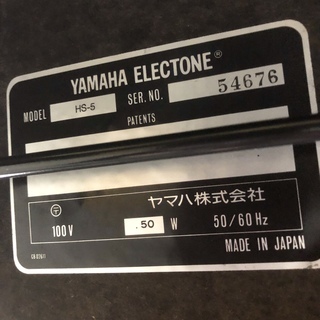 YAMAHA ELECTONE®
MODEL HS-5 SER. NO. 54676
PATENTS
ヤマハ株式会社
〒 100V .50 W 50/60Hz
MADE IN JAPAN